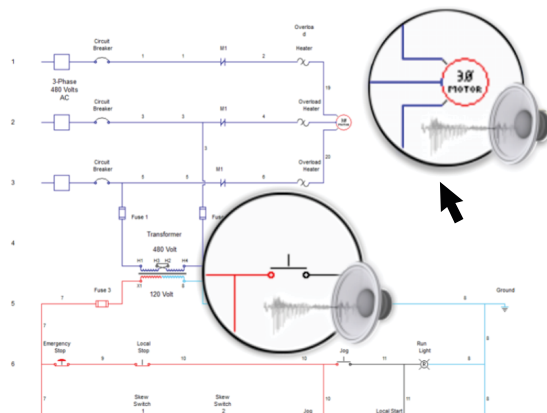 Circuit
Breaker
Overloa
d
1
1
1
M1
2
Heater
3-Phase
480 Volts
AC
19
3Ø
MOTOR
Circuit
Breaker
M1
Overload
Heater
2
3
3
4
3
20
Circuit
Breaker
M1
Overload
Heater
3
5
5
6
Fuse 1
Transformer
4
480 Volt
H1
H3
H2
H4
120 Volt
Fuse 3
5
7
8
Ground
7
8
Emergency
Stop
Local
Stop
Jog
Run
Light
6
9
10
10
11
8
7
Skew
Switch
1
Skew
Switch
2
10
Jog
11
Local Start
8